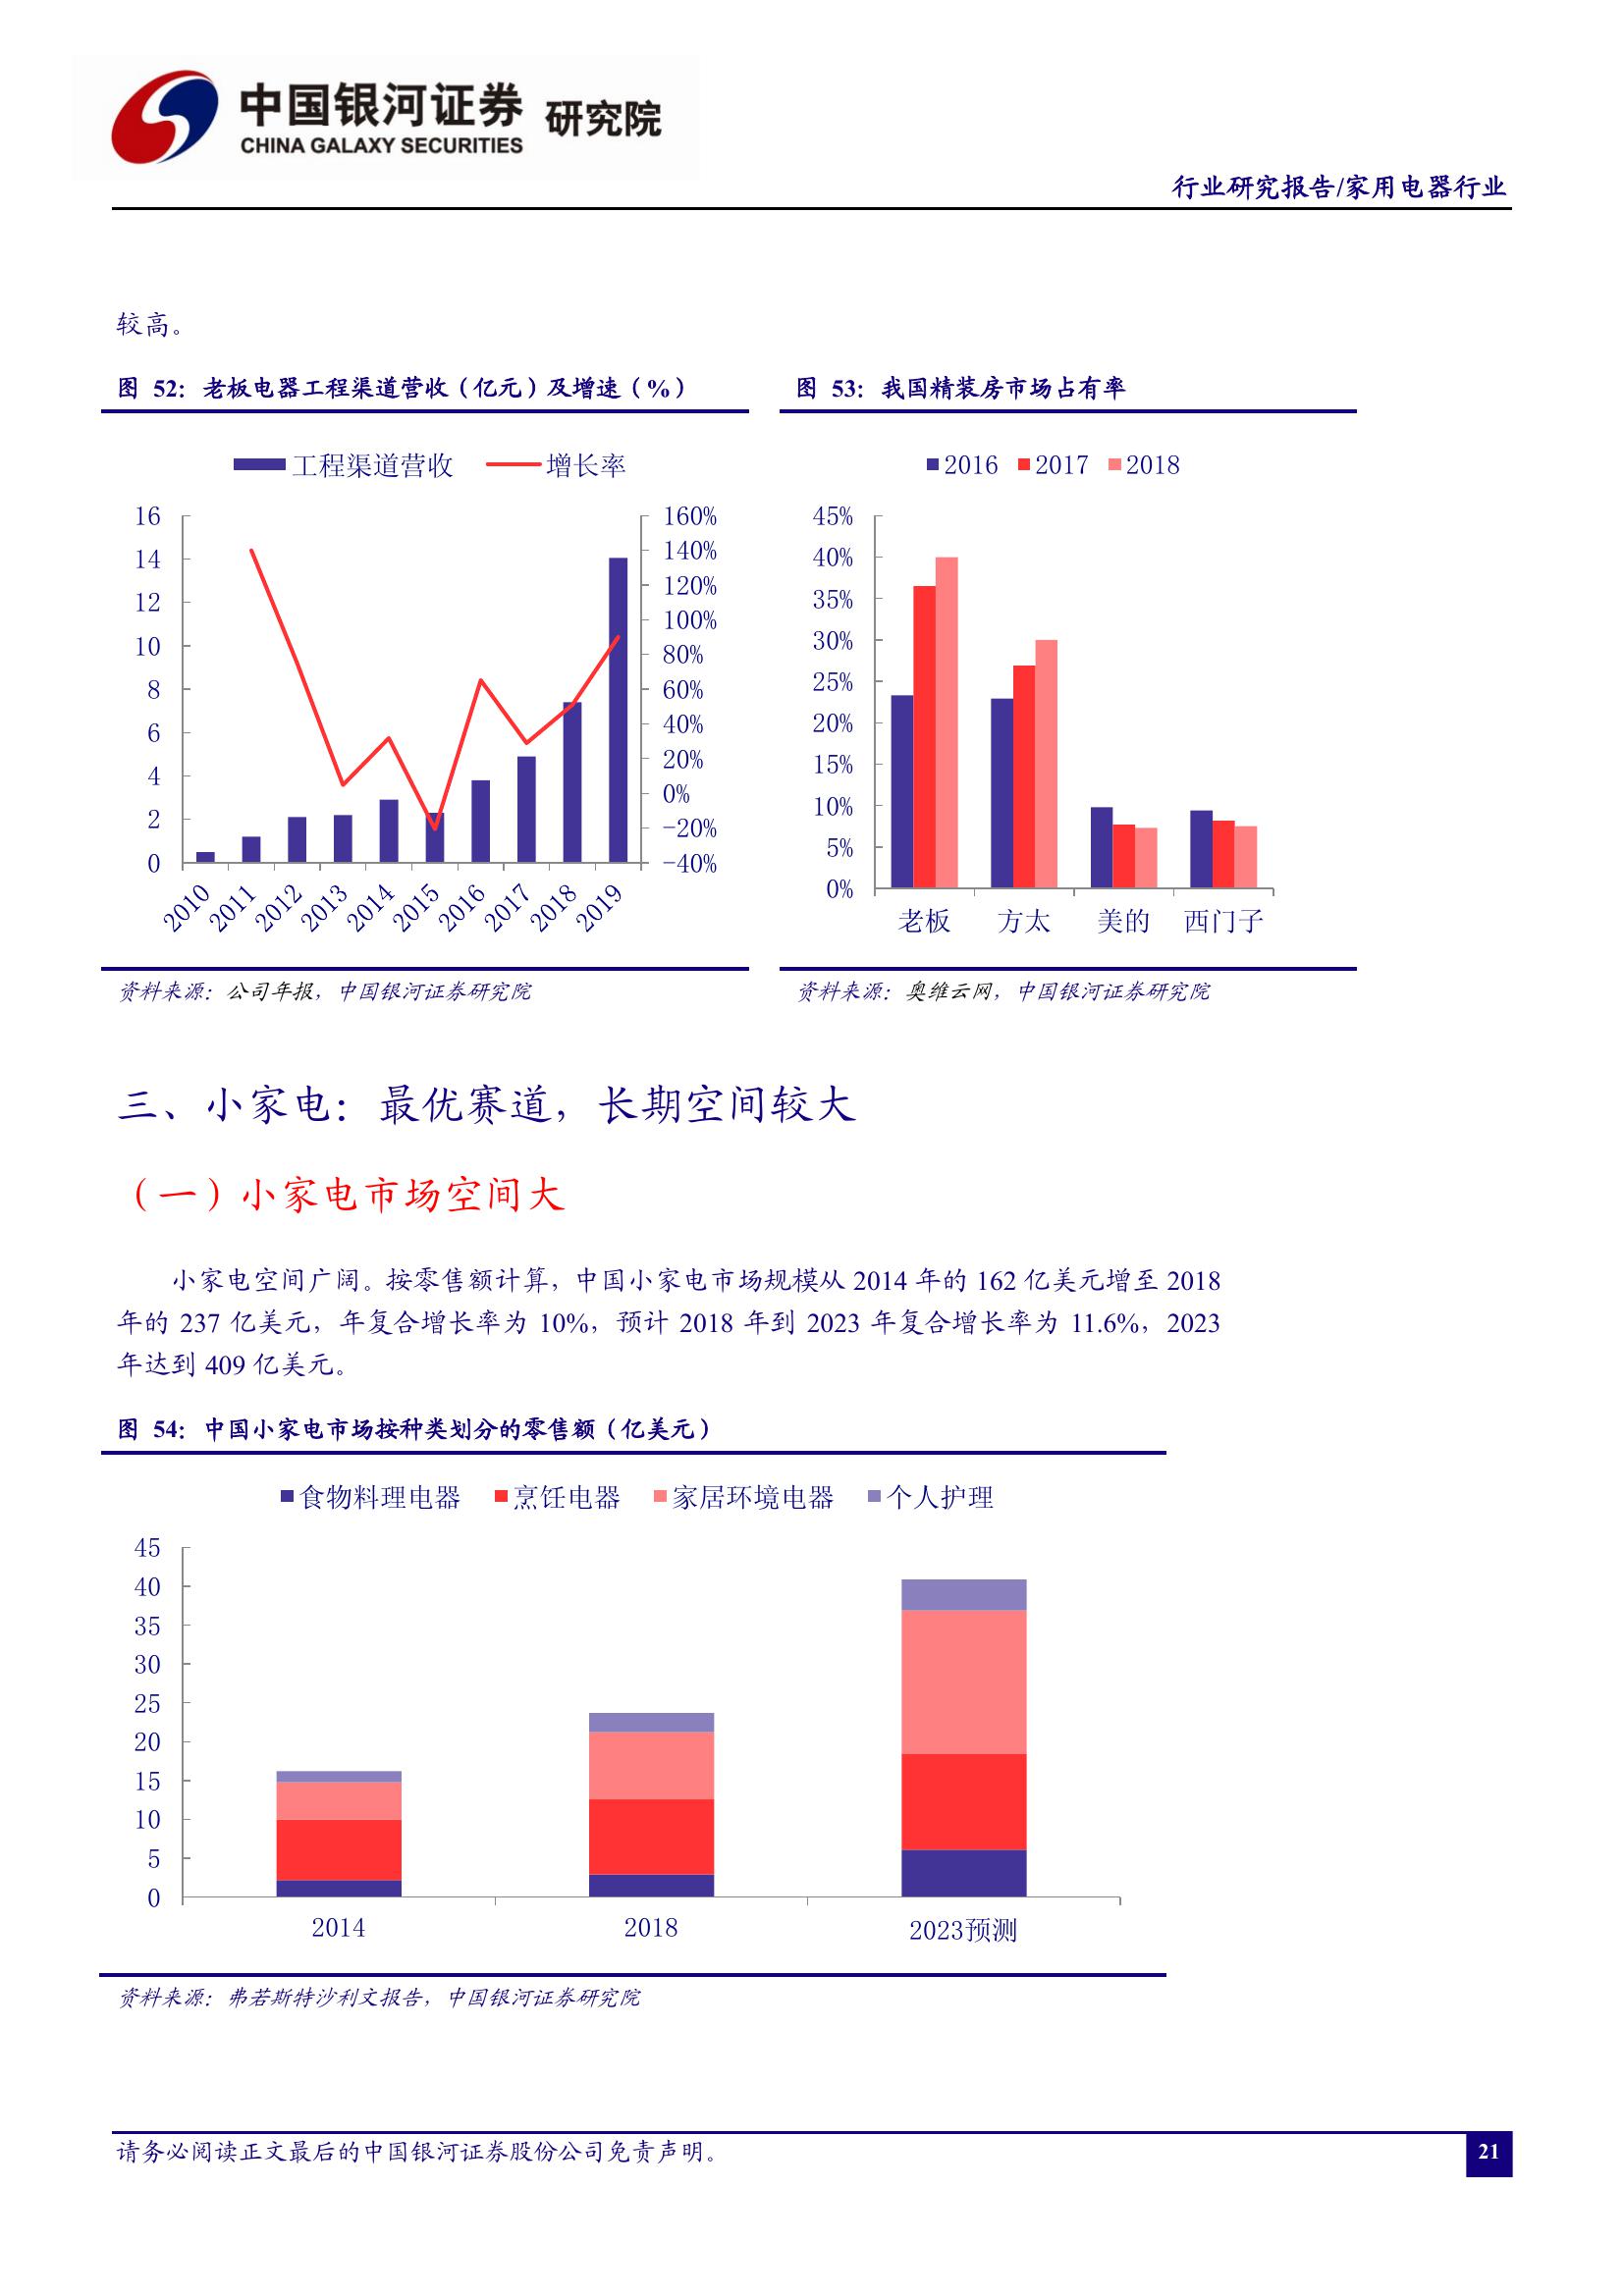 中国银河证券 研究院
CHINA GALAXY SECURITIES
行业研究报告/家用电器行业
较高。
图 52：老板电器工程渠道营收（亿元）及增速（%）
工程渠道营收 增长率
16
14
12
10
8
6
4
2
0
160%
140%
120%
100%
80%
60%
40%
20%
0%
-20%
-40%
2010 2011 2012 2013 2014 2015 2016 2017 2018 2019
资料来源：公司年报，中国银河证券研究院
图 53：我国精装房市场占有率
2016 2017 2018
45%
40%
35%
30%
25%
20%
15%
10%
5%
0%
老板 方太 美的 西门子
资料来源：奥维云网，中国银河证券研究院
三、小家电：最优赛道，长期空间较大
（一）小家电市场空间大
小家电空间广阔。按零售额计算，中国小家电市场规模从 2014 年的 162 亿美元增至 2018
年的 237 亿美元，年复合增长率为 10%，预计 2018 年到 2023 年复合增长率为 11.6%，2023
年达到 409 亿美元。
图 54：中国小家电市场按种类划分的零售额（亿美元）
食物料理电器 烹饪电器 家居环境电器 个人护理
45
40
35
30
25
20
15
10
5
0
2014 2018 2023预测
资料来源：弗若斯特沙利文报告，中国银河证券研究院
请务必阅读正文最后的中国银河证券股份公司免责声明。
21